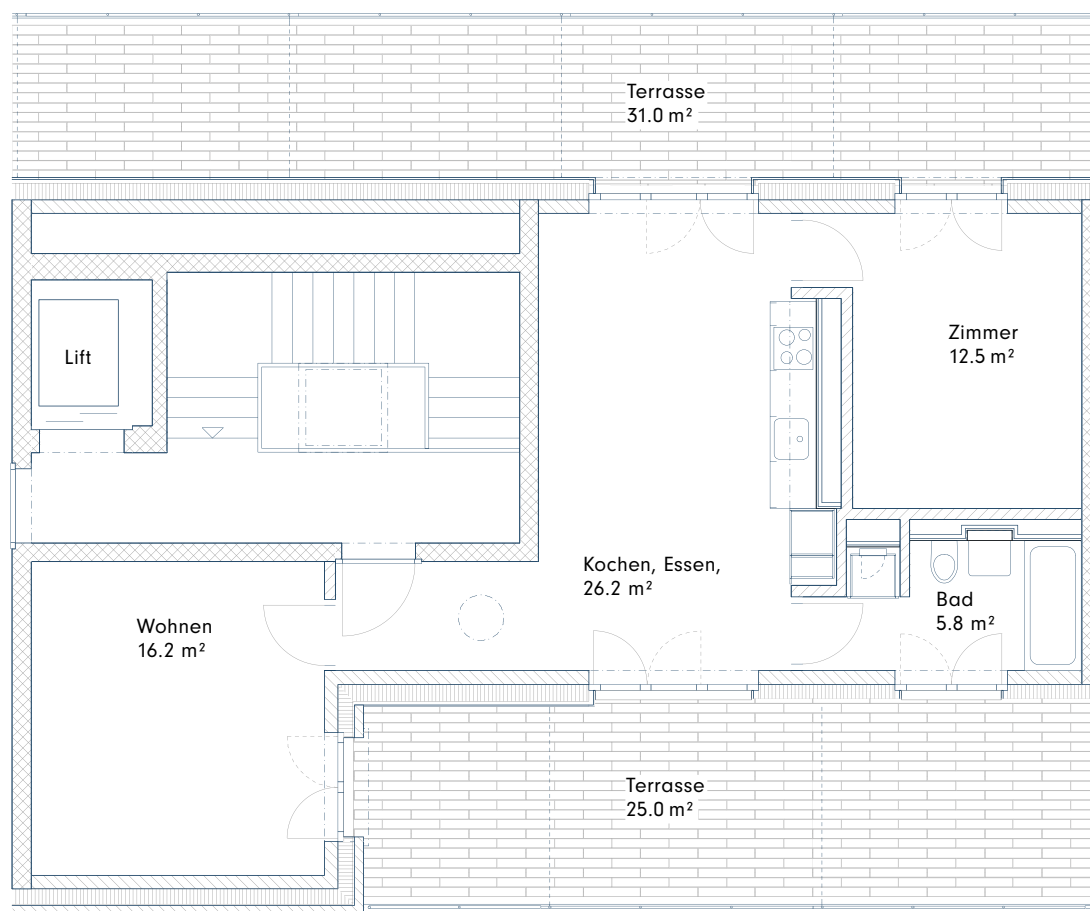 Terrasse
31.0 m²
Lift
Zimmer
12.5 m²
Kochen, Essen,
26.2 m²
Bad
5.8 m²
Wohnen
16.2 m²
Terrasse
25.0 m²